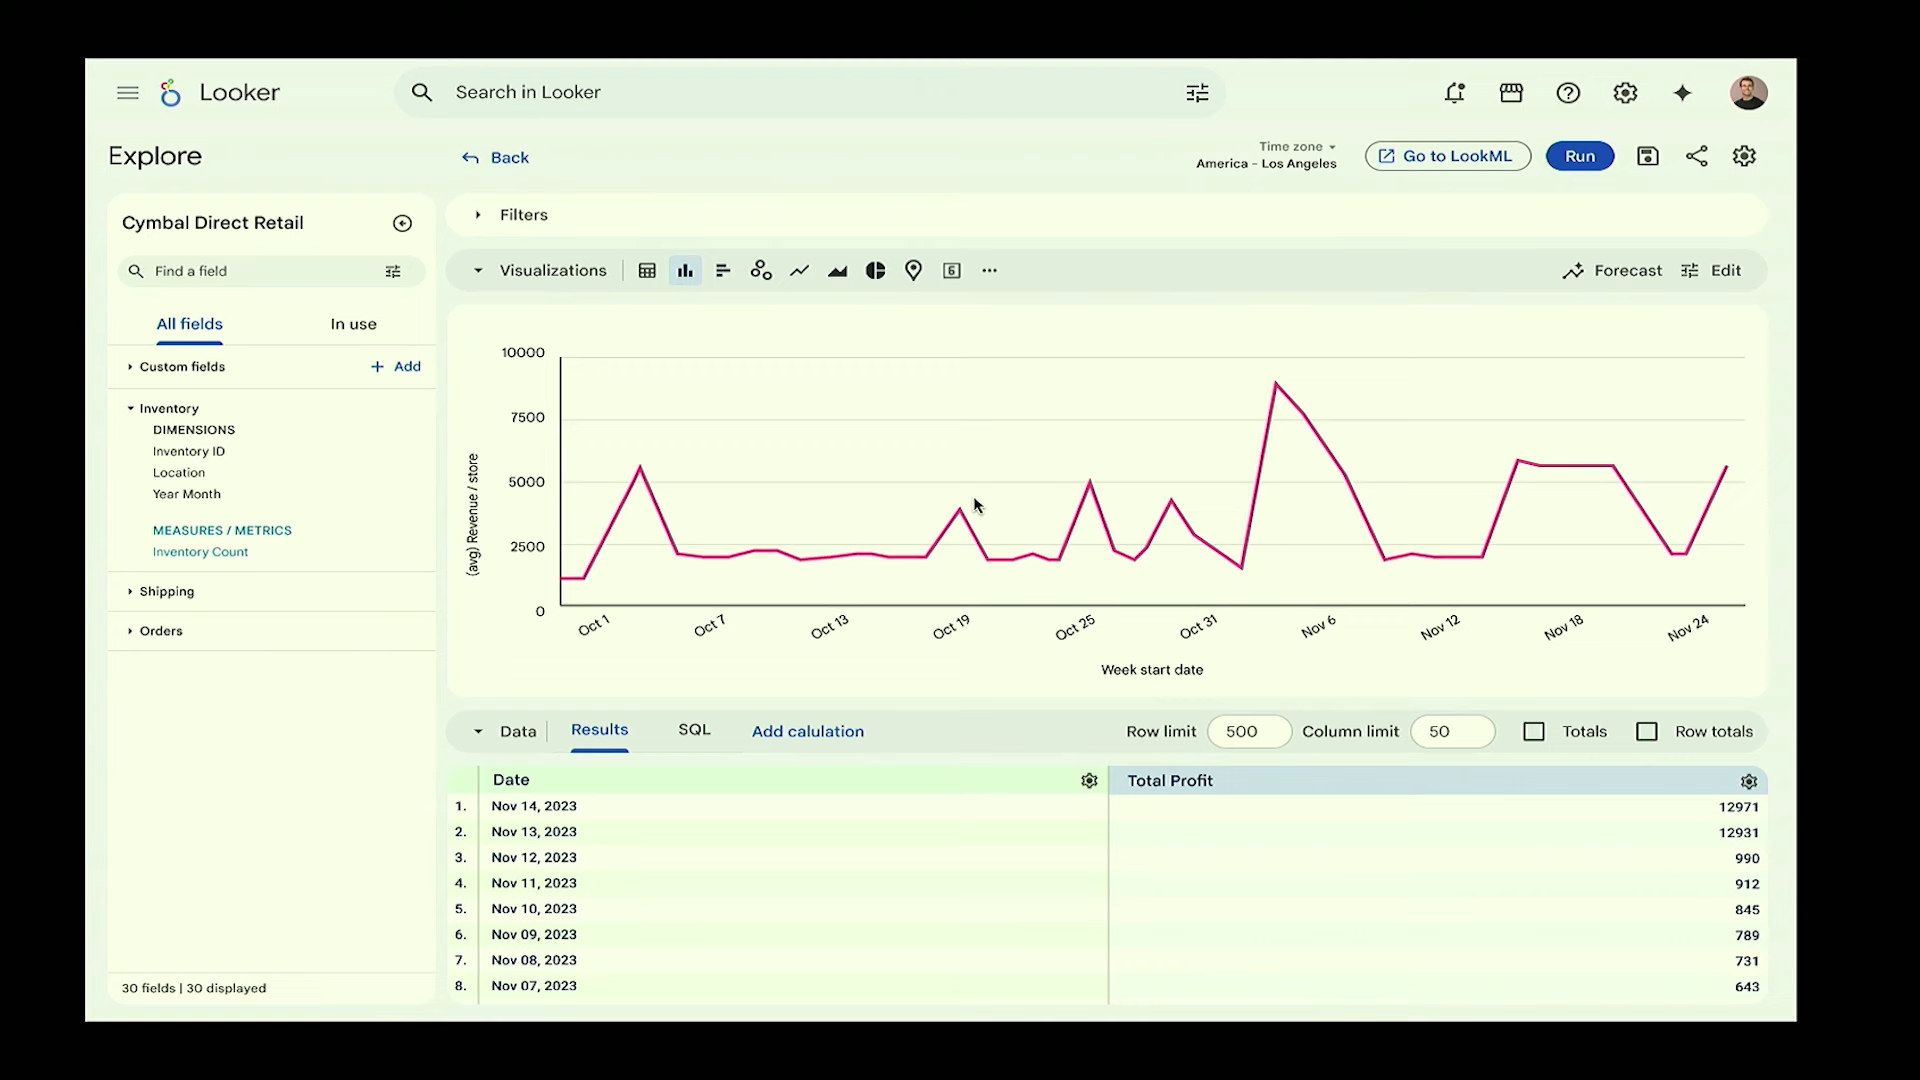 Looker
Search in Looker
Explore
Back
Time zone
America - Los Angeles
Go to LookML
Run
Cymbal Direct Retail
Find a field
All fields
In use
Custom fields
+ Add
Inventory
DIMENSIONS
Inventory ID
Location
Year Month
MEASURES / METRICS
Inventory Count
Shipping
Orders
30 fields | 30 displayed
Filters
Visualizations
6
Forecast
Edit
10000
7500
5000
2500
0
(avg) Revenue / store
Oct 1
Oct 7
Oct 13
Oct 19
Oct 25
Oct 31
Nov 6
Nov 12
Nov 18
Nov 24
Week start date
Data
Results
SQL
Add calulation
Row limit
500
Column limit
50
Totals
Row totals
Date
Total Profit
1. Nov 14, 2023 12971
2. Nov 13, 2023 12931
3. Nov 12, 2023 990
4. Nov 11, 2023 912
5. Nov 10, 2023 845
6. Nov 09, 2023 789
7. Nov 08, 2023 731
8. Nov 07, 2023 643